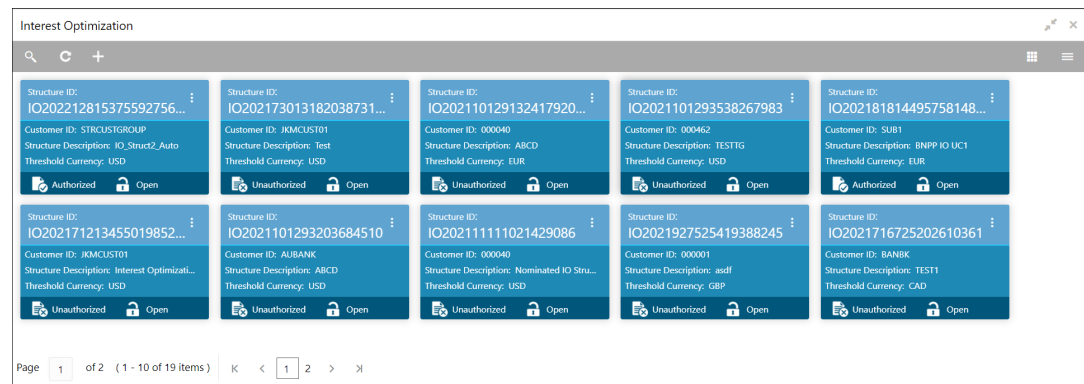 Interest Optimization
Structure ID:
IO202212815375592756...
Customer ID: STRCUSTGROUP
Structure Description: IO_Struct2_Auto
Threshold Currency: USD
Authorized Open
Structure ID:
IO202173013182038731...
Customer ID: JKMCUST01
Structure Description: Test
Threshold Currency: USD
Unauthorized Open
Structure ID:
IO202110129132417920...
Customer ID: 000040
Structure Description: ABCD
Threshold Currency: EUR
Unauthorized Open
Structure ID:
IO2021101293538267983
Customer ID: 000462
Structure Description: TESTTG
Threshold Currency: USD
Unauthorized Open
Structure ID:
IO202181814495758148...
Customer ID: SUB1
Structure Description: BNPP IO UC1
Threshold Currency: EUR
Authorized Open
Structure ID:
IO202171213455019852...
Customer ID: JKMCUST01
Structure Description: Interest Optimizati...
Threshold Currency: USD
Unauthorized Open
Structure ID:
IO2021101293203684510
Customer ID: AUBANK
Structure Description: ABCD
Threshold Currency: USD
Unauthorized Open
Structure ID:
IO202111111021429086
Customer ID: 000040
Structure Description: Nominated IO Stru...
Threshold Currency: USD
Unauthorized Open
Structure ID:
IO2021927525419388245
Customer ID: 000001
Structure Description: asdf
Threshold Currency: GBP
Unauthorized Open
Structure ID:
IO2021716725202610361
Customer ID: BANBK
Structure Description: TEST1
Threshold Currency: CAD
Unauthorized Open
Page 1 of 2 (1 - 10 of 19 items) 1 2